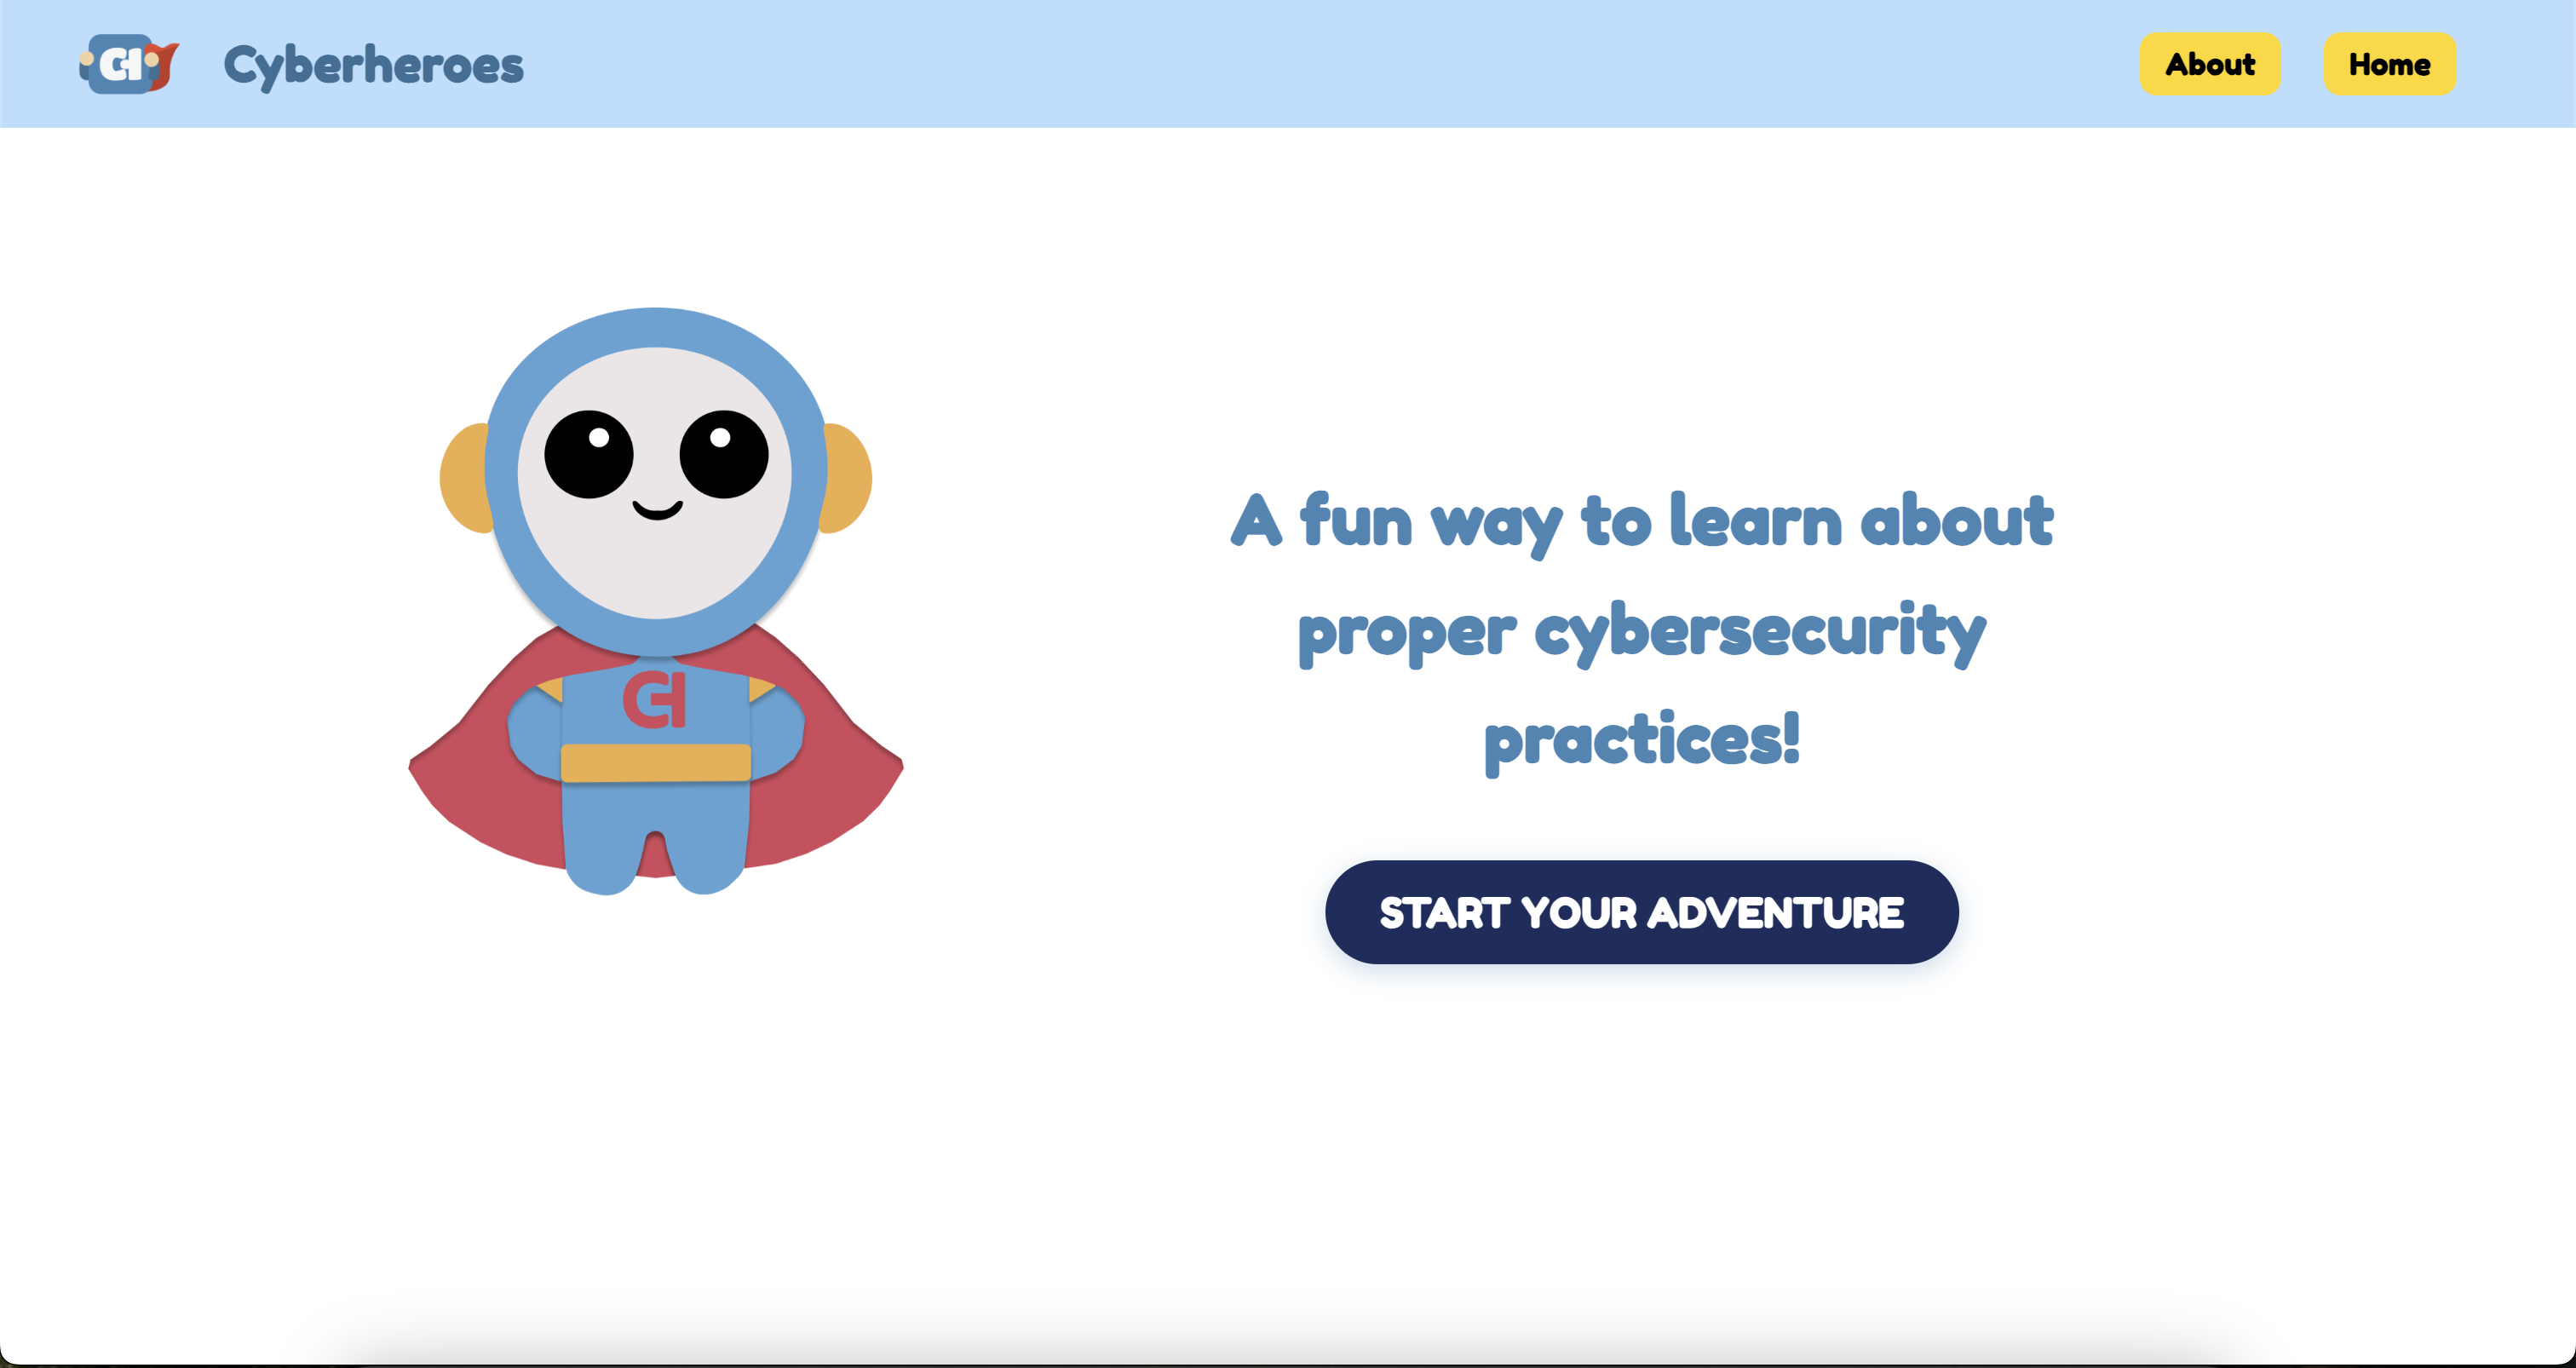 CH
Cyberheroes
About
Home
A fun way to learn about
proper cybersecurity
practices!
CH
START YOUR ADVENTURE